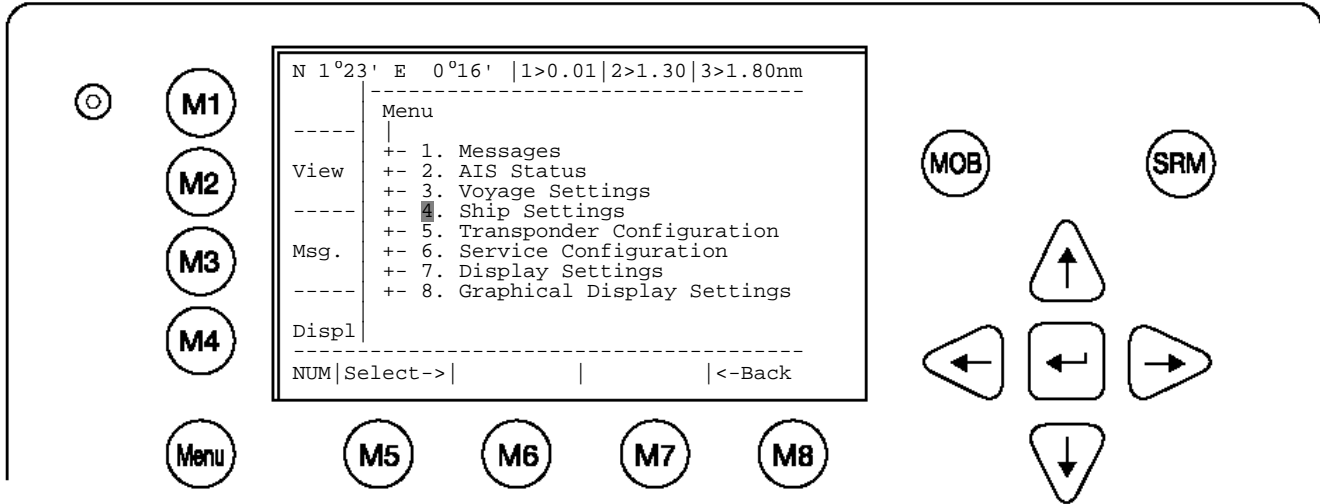 N 1°23' E 0°16' |1>0.01|2>1.30|3>1.80nm
Menu
+- 1. Messages
View +- 2. AIS Status
+- 3. Voyage Settings
+- 4. Ship Settings
+- 5. Transponder Configuration
Msg. +- 6. Service Configuration
+- 7. Display Settings
+- 8. Graphical Display Settings
Displ
NUM|Select->| | |<-Back
M1
M2
M3
M4
Menu
M5 M6 M7 M8
MOB SRM